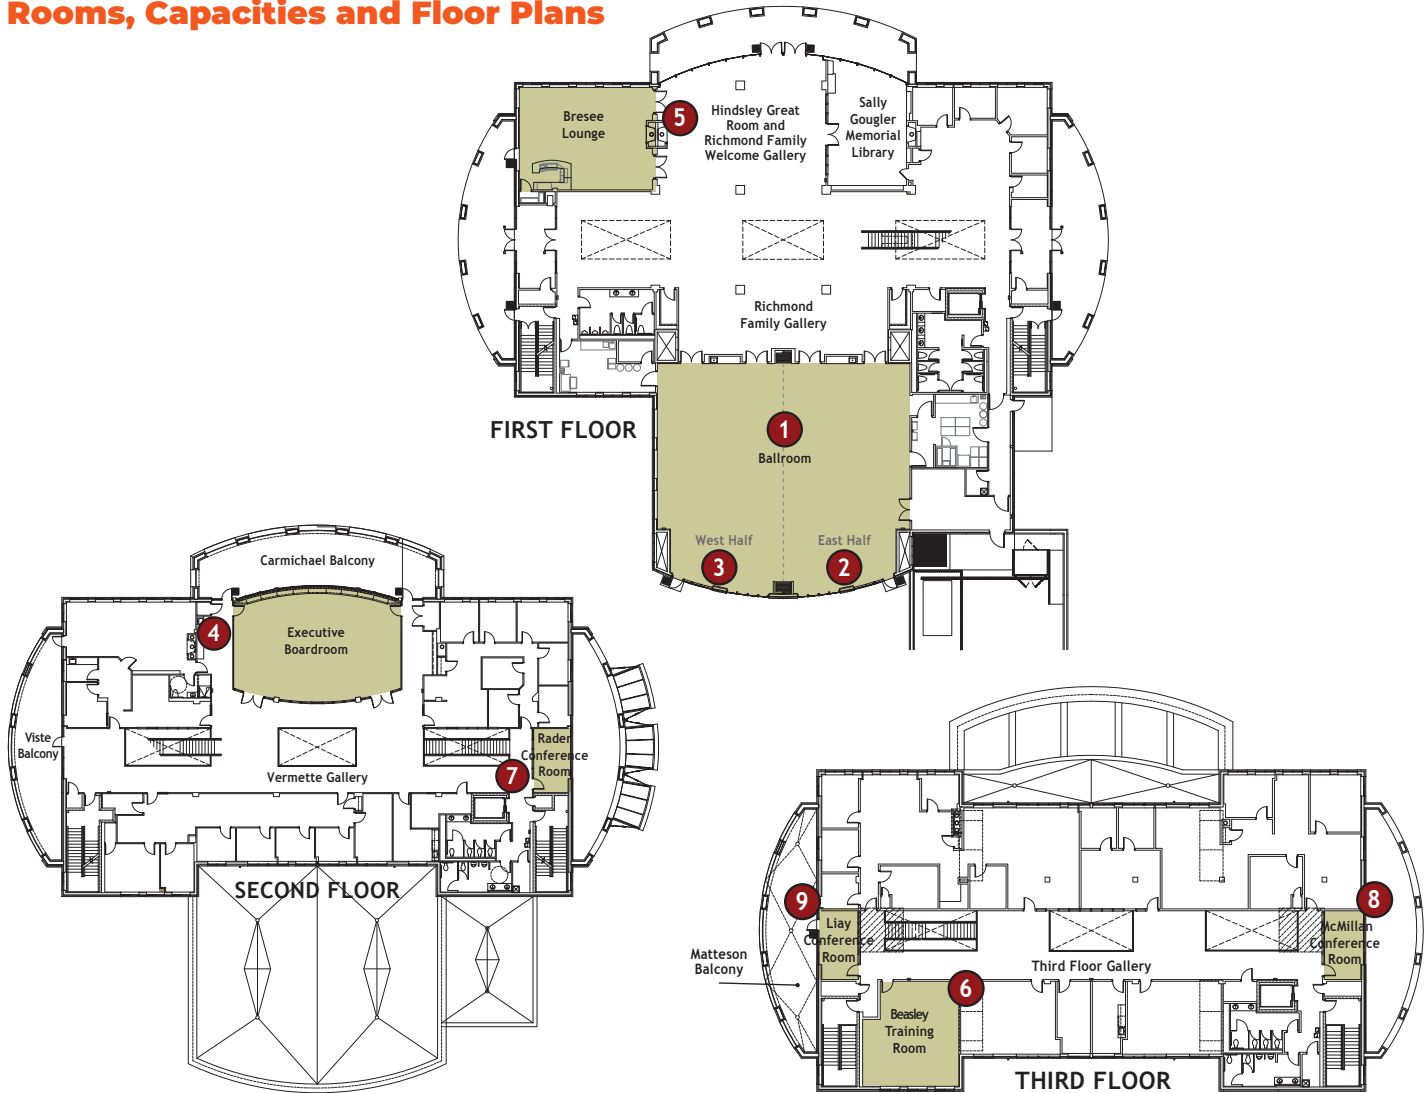 Rooms, Capacities and Floor Plans
Bresee
Lounge
5
Hindsley Great
Room and
Richmond Family
Welcome Gallery
Sally
Gougler
Memorial
Library
Richmond
Family Gallery
FIRST FLOOR
1
Ballroom
West Half
3
East Half
2
Carmichael Balcony
4
Executive
Boardroom
Viste
Balcony
Vermette Gallery
7
Rader
Conference
Room
SECOND FLOOR
9
Liay
Conference
Room
8
McMillan
Conference
Room
Matteson
Balcony
Third Floor Gallery
6
Beasley
Training
Room
THIRD FLOOR